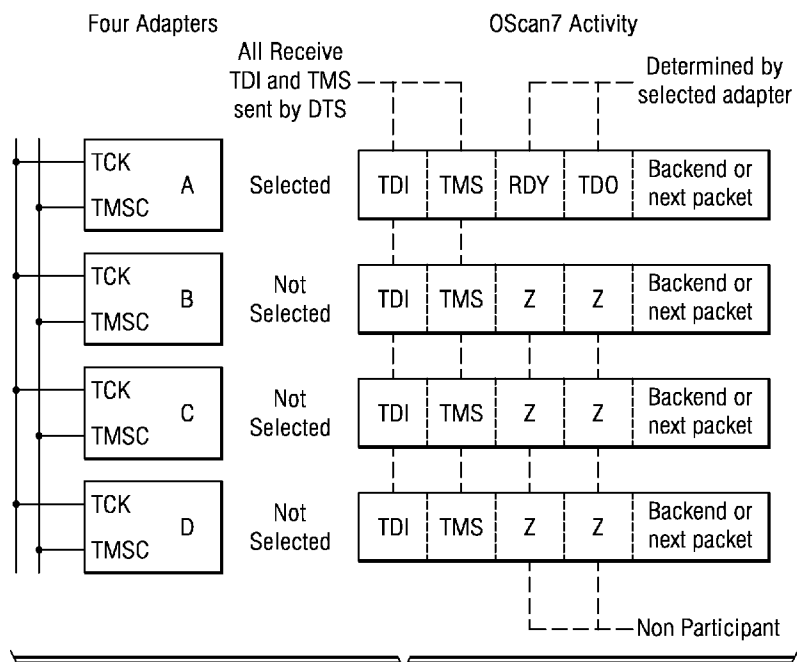 Four Adapters
OScan7 Activity
All Receive
TDI and TMS
sent by DTS
Determined by
selected adapter
TCK
TMSC
A
Selected
TDI TMS RDY TDO Backend or
next packet
TCK
TMSC
B
Not
Selected
TDI TMS Z Z Backend or
next packet
TCK
TMSC
C
Not
Selected
TDI TMS Z Z Backend or
next packet
TCK
TMSC
D
Not
Selected
TDI TMS Z Z Backend or
next packet
Non Participant